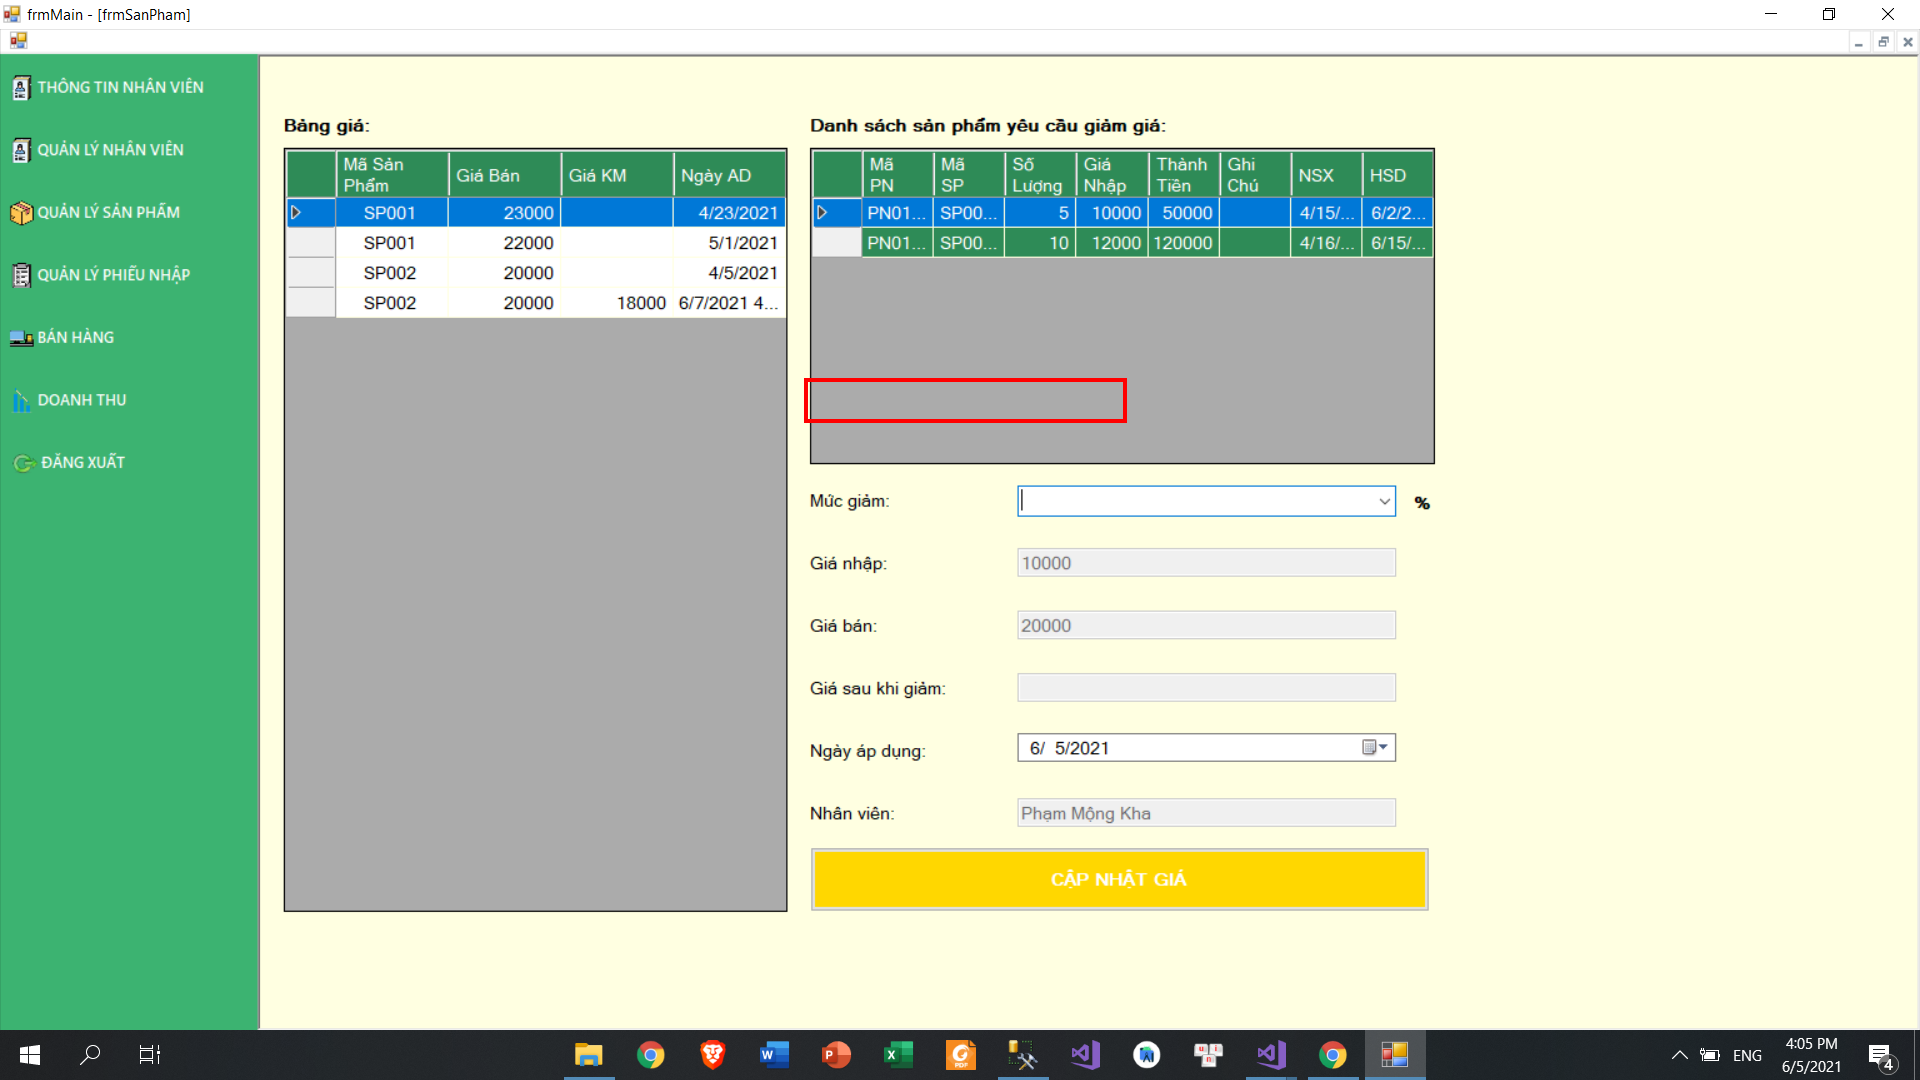 frmMain - [frmSanPham]
THÔNG TIN NHÂN VIÊN
QUẢN LÝ NHÂN VIÊN
QUẢN LÝ SẢN PHẨM
QUẢN LÝ PHIẾU NHẬP
BÁN HÀNG
DOANH THU
ĐĂNG XUẤT
Bảng giá:
Mã Sản Phẩm Giá Bán Giá KM Ngày AD
SP001 23000 4/23/2021
SP001 22000 5/1/2021
SP002 20000 4/5/2021
SP002 20000 18000 6/7/2021 4...
Danh sách sản phẩm yêu cầu giảm giá:
Mã PN Mã SP Số Lượng Giá Nhập Thành Tiền Ghi Chú NSX HSD
PN01... SP00... 5 10000 50000 4/15/... 6/2/2...
PN01... SP00... 10 12000 120000 4/16/... 6/15/...
Mức giảm: %
Giá nhập: 10000
Giá bán: 20000
Giá sau khi giảm:
Ngày áp dụng: 6/ 5/2021
Nhân viên: Phạm Mộng Kha
CẬP NHẬT GIÁ
ENG
4:05 PM
6/5/2021
4